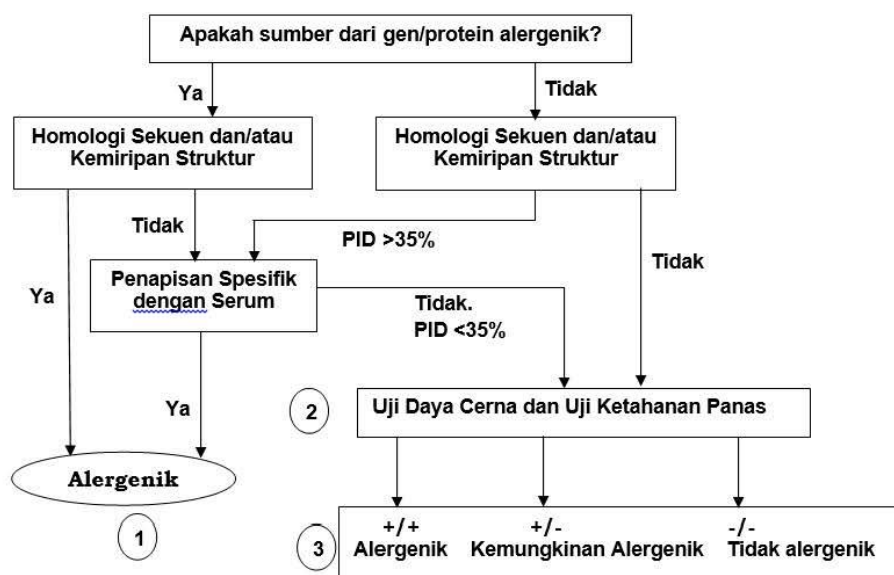 Apakah sumber dari gen/protein alergenik?
Ya
Tidak
Homologi Sekuen dan/atau
Kemiripan Struktur
Homologi Sekuen dan/atau
Kemiripan Struktur
Tidak
PID >35%
Ya
Penapisan Spesifik
dengan Serum
Tidak.
PID <35%
Tidak
Ya
2
Uji Daya Cerna dan Uji Ketahanan Panas
Alergenik
1
3
+/+
+/-
-/-
Alergenik
Kemungkinan Alergenik
Tidak alergenik